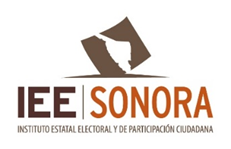 IEE SONORA
INSTITUTO ESTATAL ELECTORAL Y DE PARTICIPACIÓN CIUDADANA